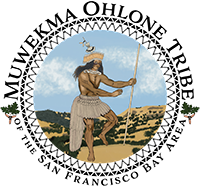 MUWEKMA OHLONE TRIBE
OF THE SAN FRANCISCO BAY AREA